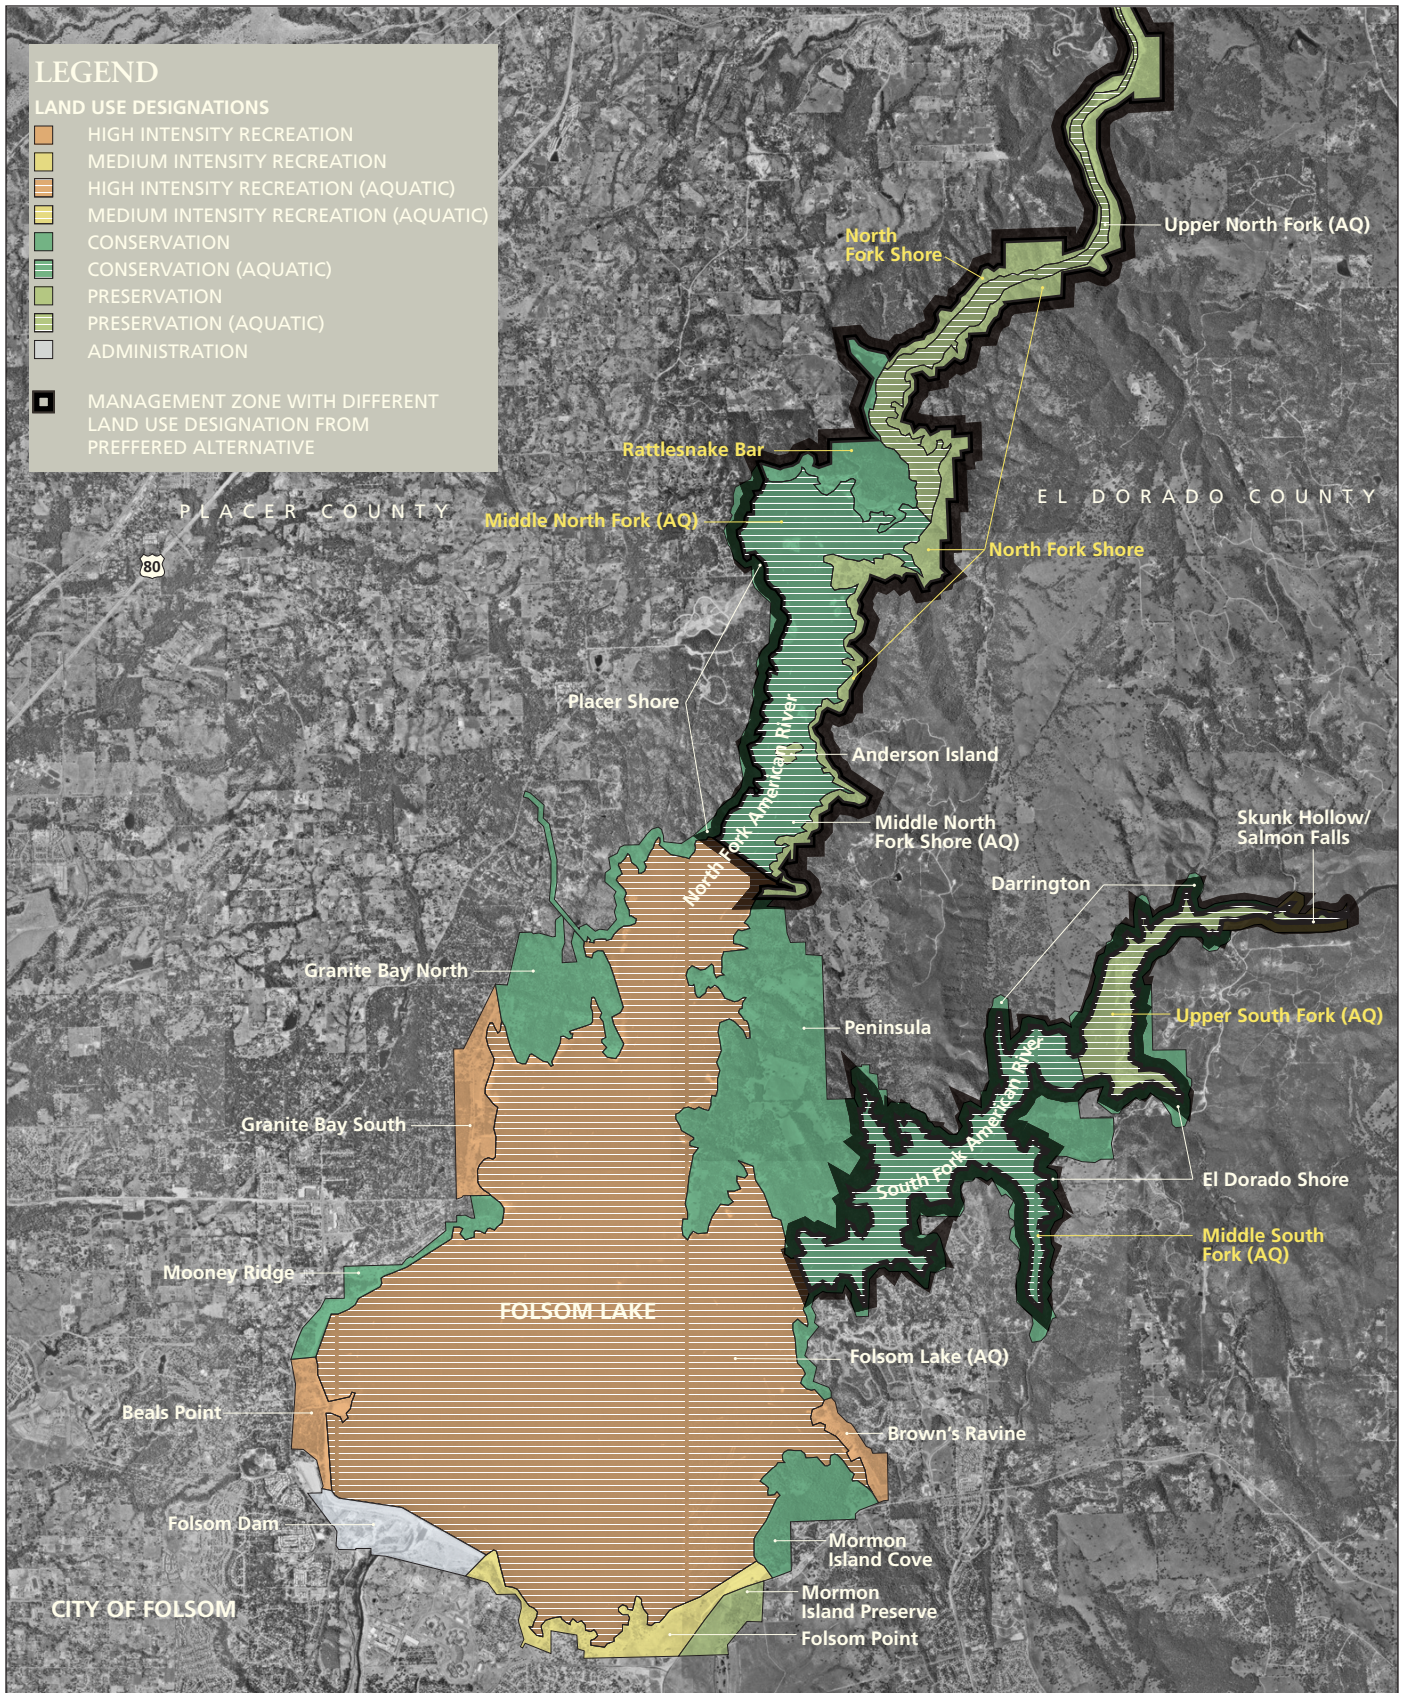 LEGEND
LAND USE DESIGNATIONS
HIGH INTENSITY RECREATION
MEDIUM INTENSITY RECREATION
HIGH INTENSITY RECREATION (AQUATIC)
MEDIUM INTENSITY RECREATION (AQUATIC)
CONSERVATION
CONSERVATION (AQUATIC)
PRESERVATION
PRESERVATION (AQUATIC)
ADMINISTRATION
MANAGEMENT ZONE WITH DIFFERENT
LAND USE DESIGNATION FROM
PREFFERED ALTERNATIVE
Upper North Fork (AQ)
North
Fork Shore
Rattlesnake Bar
PLACER COUNTY
EL DORADO COUNTY
Middle North Fork (AQ)
North Fork Shore
80
Placer Shore
North Fork American River
Anderson Island
Middle North
Fork Shore (AQ)
Skunk Hollow/
Salmon Falls
Darrington
Granite Bay North
Peninsula
Upper South Fork (AQ)
Granite Bay South
South Fork American River
El Dorado Shore
Middle South
Fork (AQ)
Mooney Ridge
FOLSOM LAKE
Folsom Lake (AQ)
Beals Point
Brown's Ravine
Folsom Dam
Mormon
Island Cove
Mormon
Island Preserve
CITY OF FOLSOM
Folsom Point